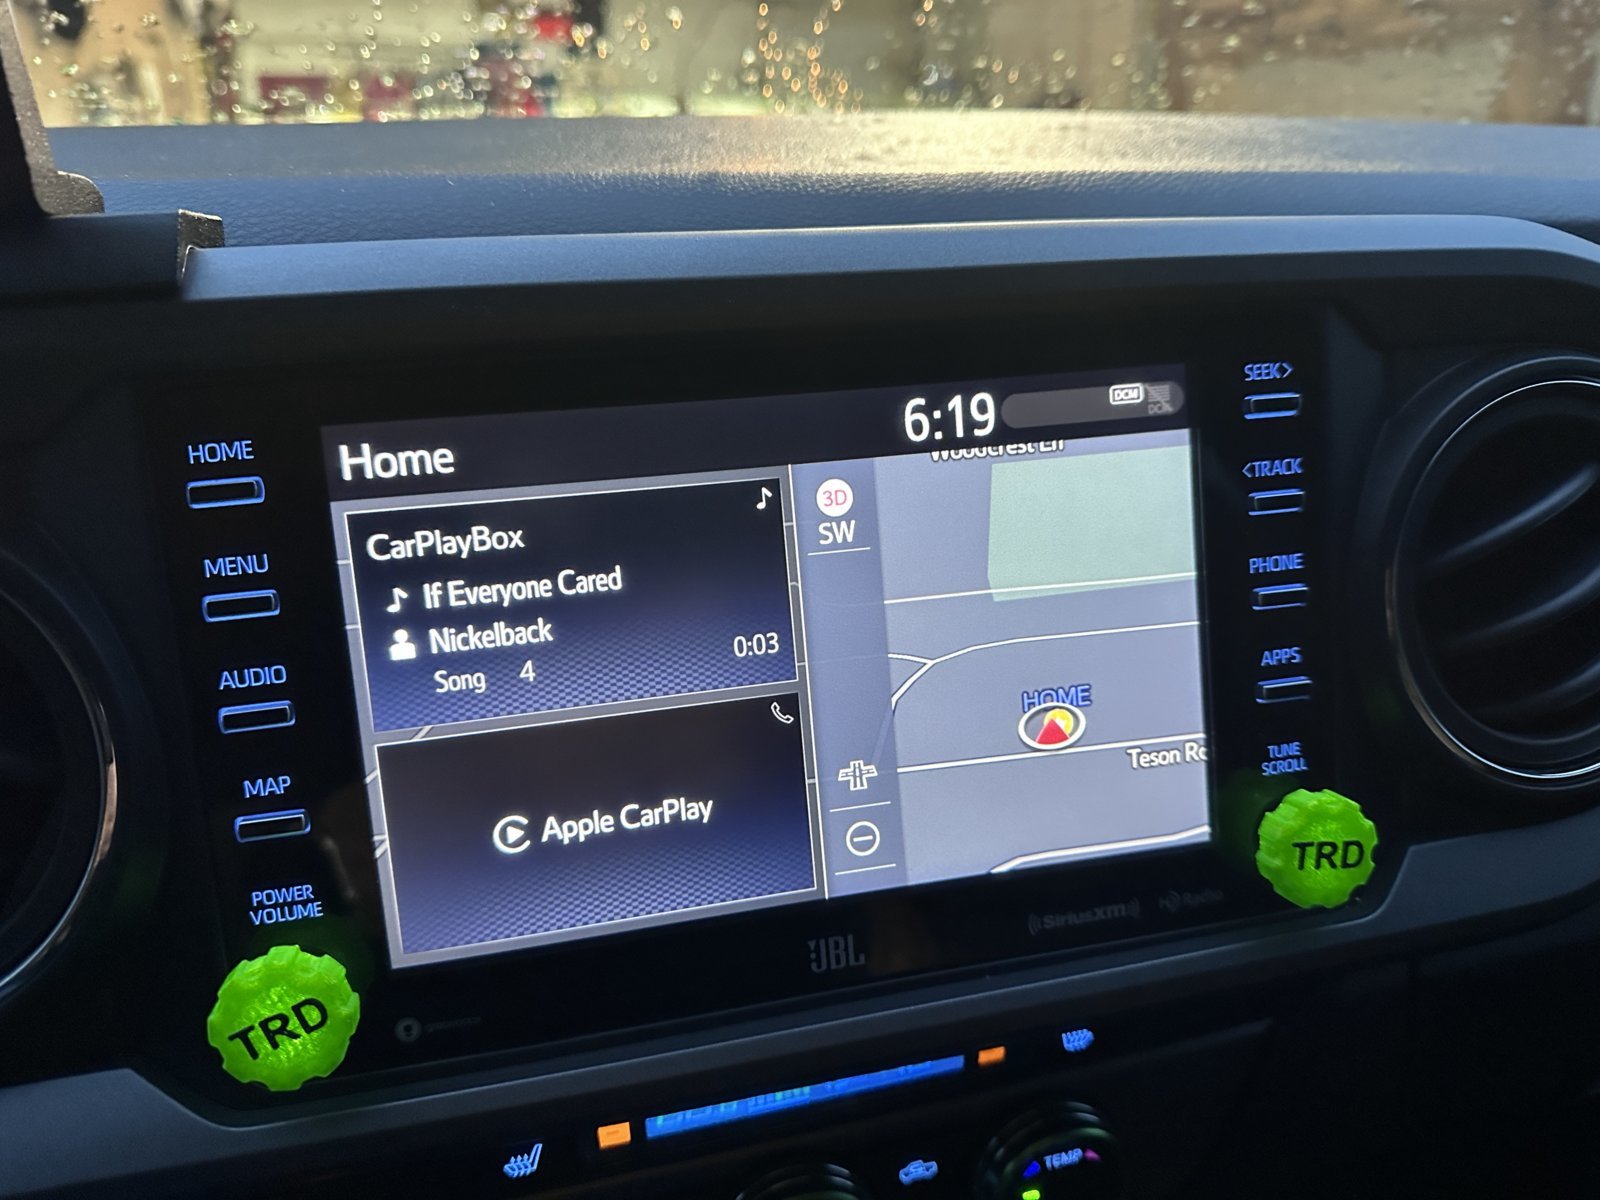 HOME
MENU
AUDIO
MAP
POWER
VOLUME
TRD
Home
6:19
DCM
CarPlayBox
If Everyone Cared
Nickelback
Song 4
0:03
Apple CarPlay
3D
SW
Woodcrest Ln
HOME
Teson Rd
JBL
SiriusXM
HD Radio
SEEK>
<TRACK
PHONE
APPS
TUNE
SCROLL
TRD
TEMP